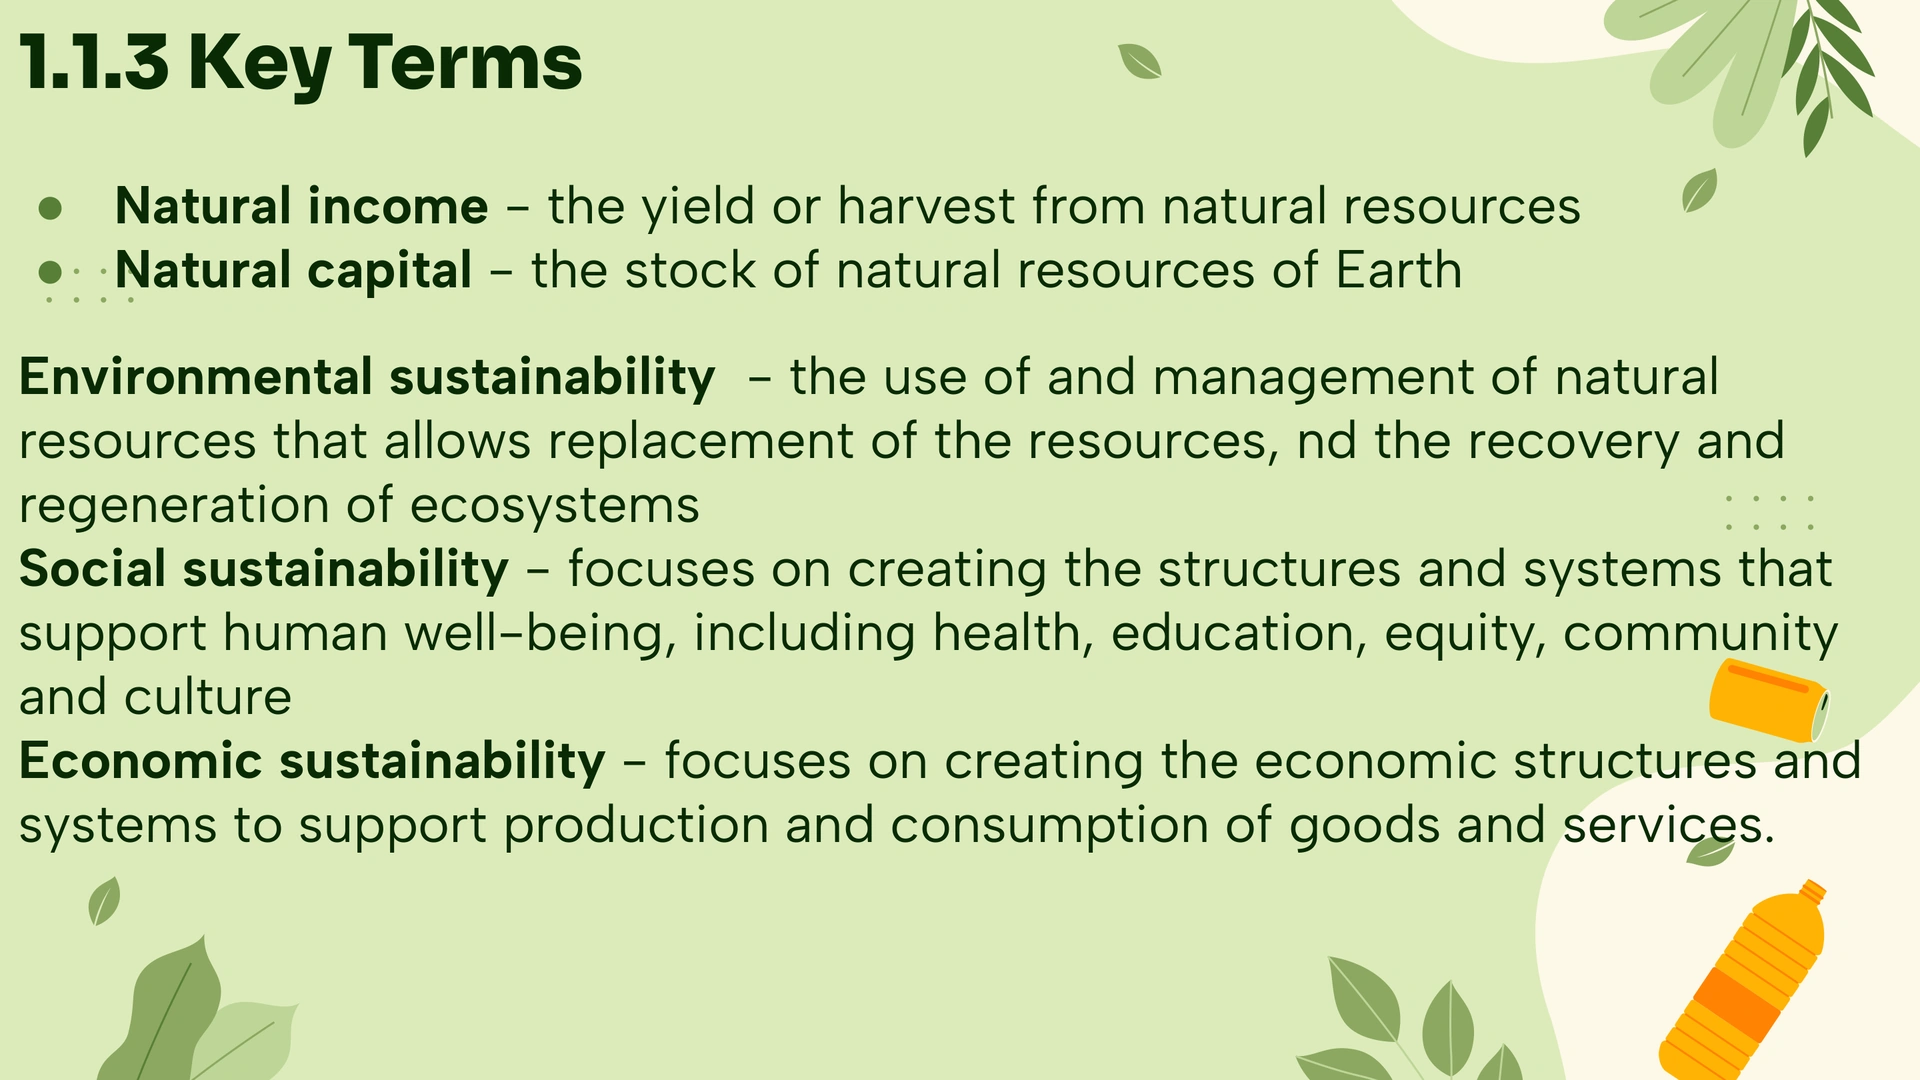 1.1.3 Key Terms
● Natural income – the yield or harvest from natural resources
● Natural capital – the stock of natural resources of Earth
Environmental sustainability  – the use of and management of natural
resources that allows replacement of the resources, nd the recovery and
regeneration of ecosystems
Social sustainability – focuses on creating the structures and systems that
support human well-being, including health, education, equity, community
and culture
Economic sustainability – focuses on creating the economic structures and
systems to support production and consumption of goods and services.